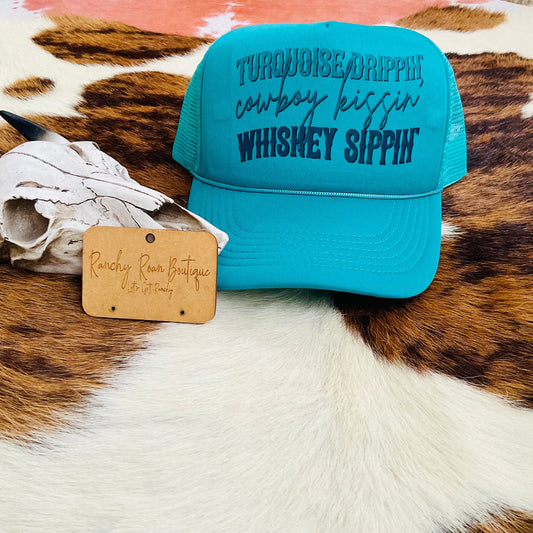 TURQUOISE DRIPPIN'
cowboy kissin'
WHISKEY SIPPIN'
Ranchy Roan Boutique
Let's Get Ranchy